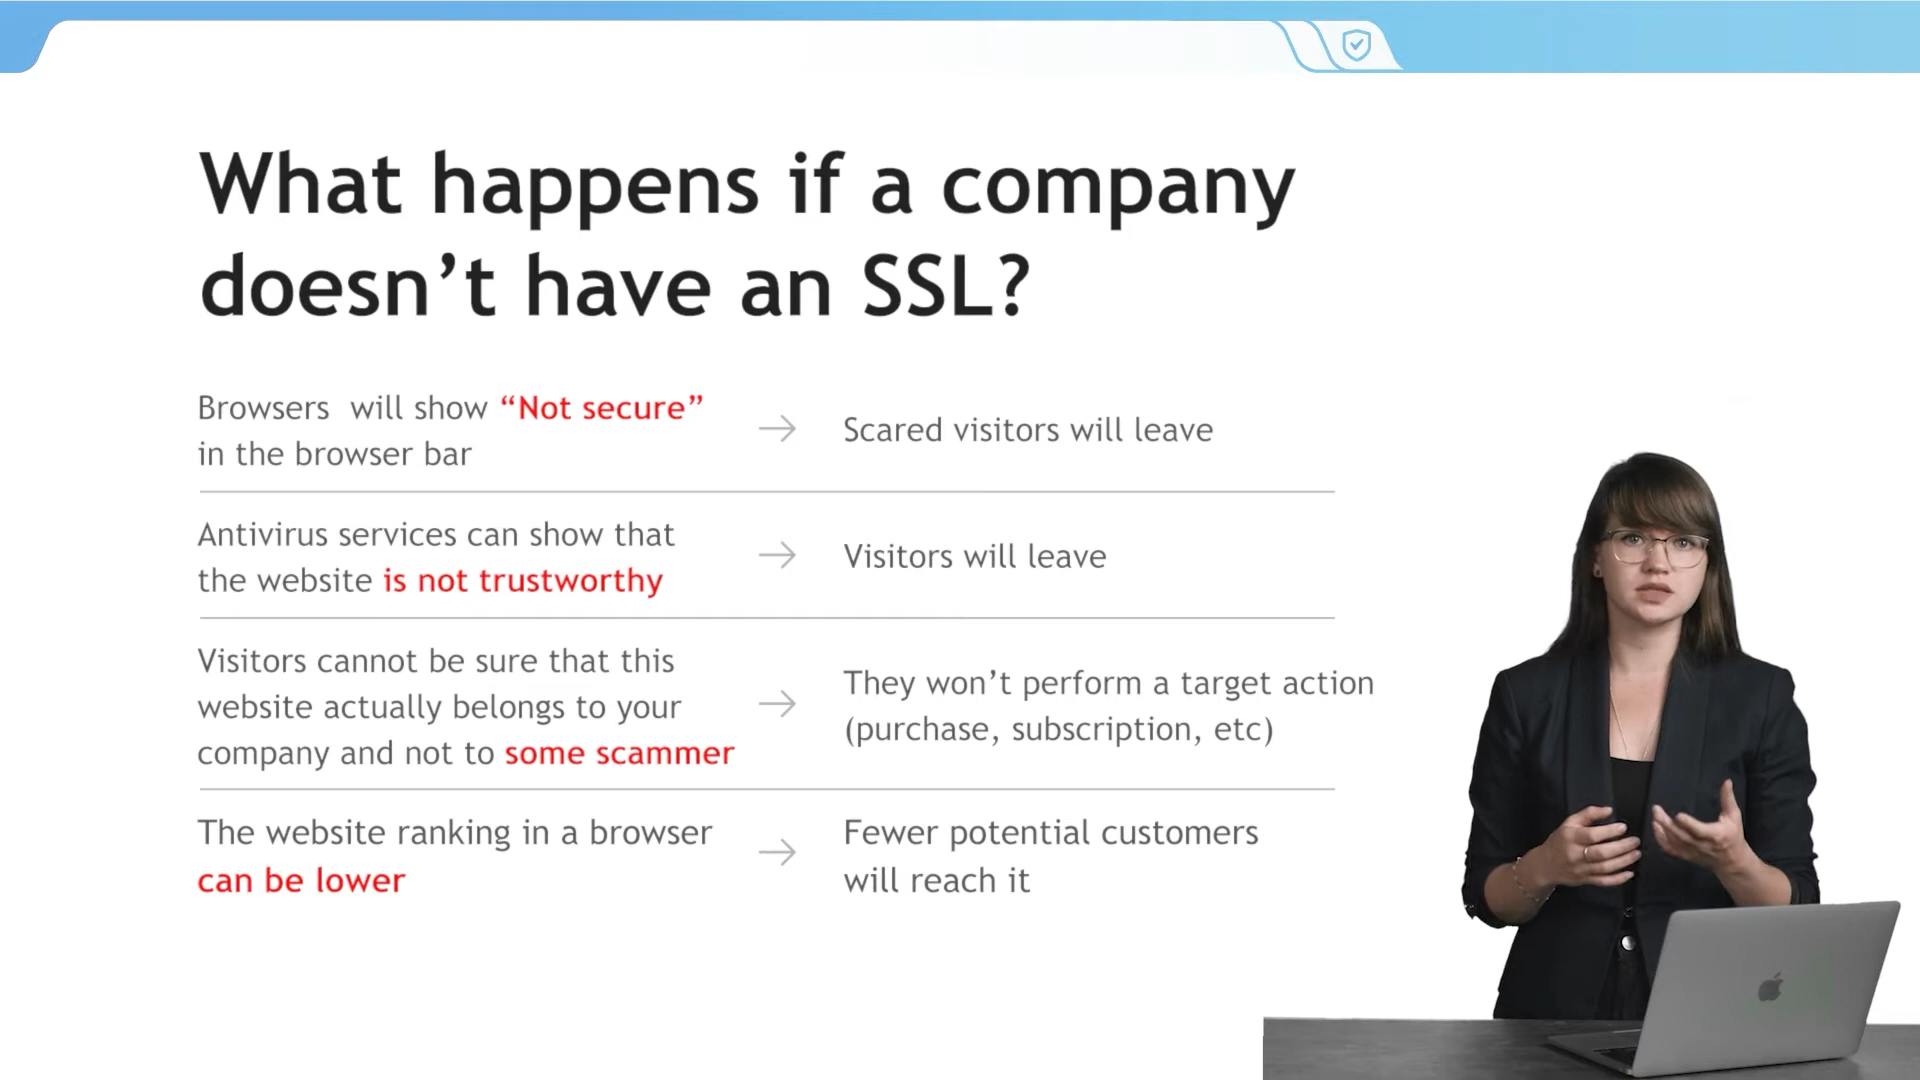 What happens if a company
doesn’t have an SSL?
Browsers  will show “Not secure”
in the browser bar
Scared visitors will leave
Antivirus services can show that
the website is not trustworthy
Visitors will leave
Visitors cannot be sure that this
website actually belongs to your
company and not to some scammer
They won’t perform a target action
(purchase, subscription, etc)
The website ranking in a browser
can be lower
Fewer potential customers
will reach it